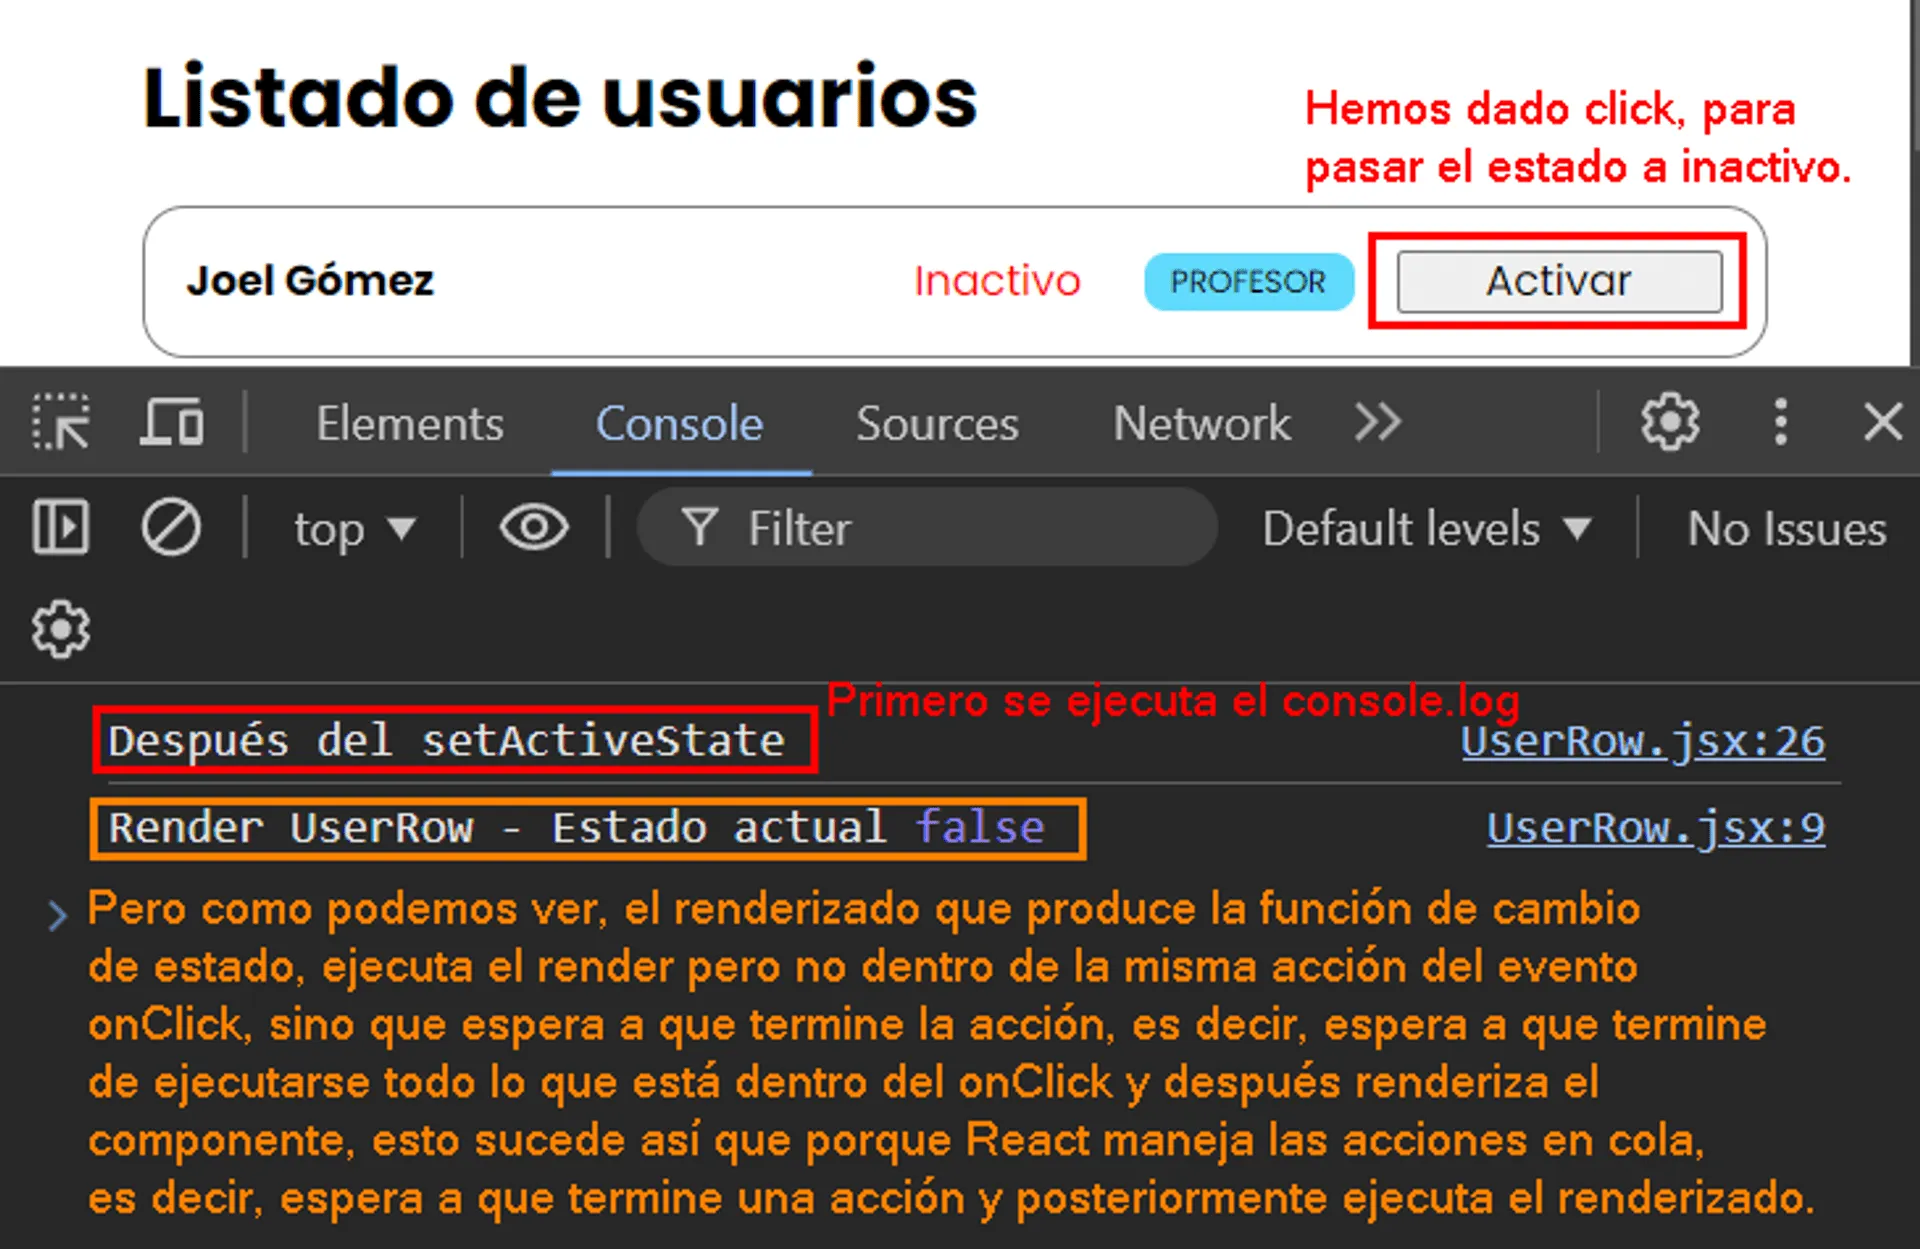 Listado de usuarios
Hemos dado click, para
pasar el estado a inactivo.
Joel Gómez
Inactivo
PROFESOR
Activar
Elements
Console
Sources
Network
top
Filter
Default levels
No Issues
Primero se ejecuta el console.log
Después del setActiveState
UserRow.jsx:26
Render UserRow - Estado actual false
UserRow.jsx:9
Pero como podemos ver, el renderizado que produce la función de cambio
de estado, ejecuta el render pero no dentro de la misma acción del evento
onClick, sino que espera a que termine la acción, es decir, espera a que termine
de ejecutarse todo lo que está dentro del onClick y después renderiza el
componente, esto sucede así que porque React maneja las acciones en cola,
es decir, espera a que termine una acción y posteriormente ejecuta el renderizado.